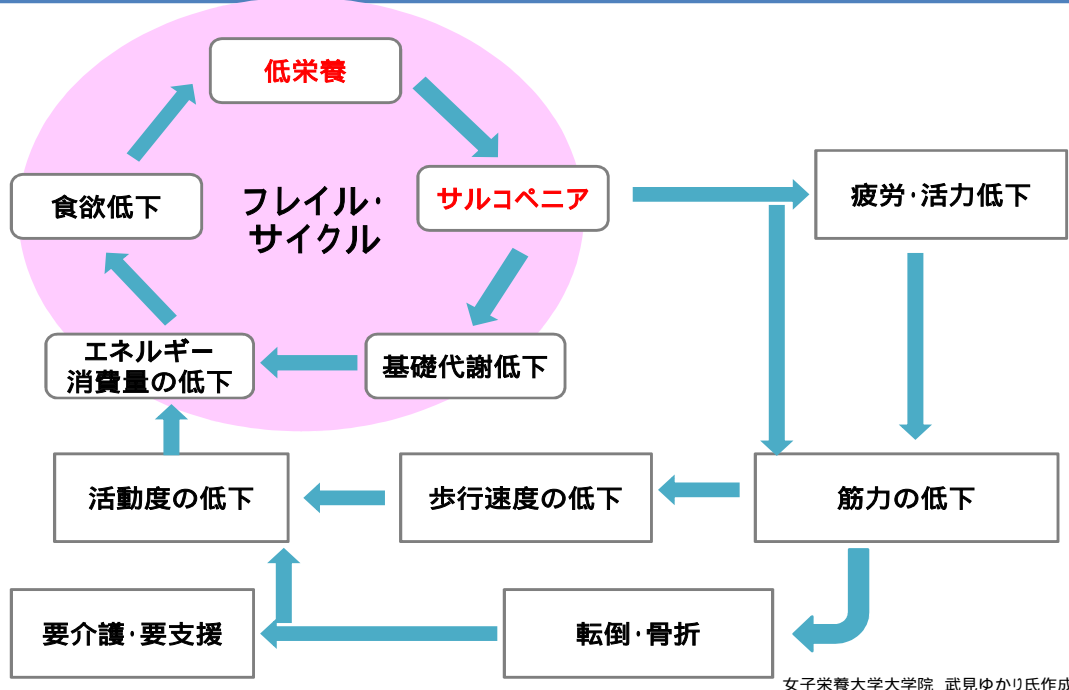 低栄養
食欲低下
フレイル・
サイクル
サルコペニア
疲労・活力低下
エネルギー
消費量の低下
基礎代謝低下
活動度の低下
歩行速度の低下
筋力の低下
要介護・要支援
転倒・骨折
女子栄養大学大学院 武見ゆかり氏作成